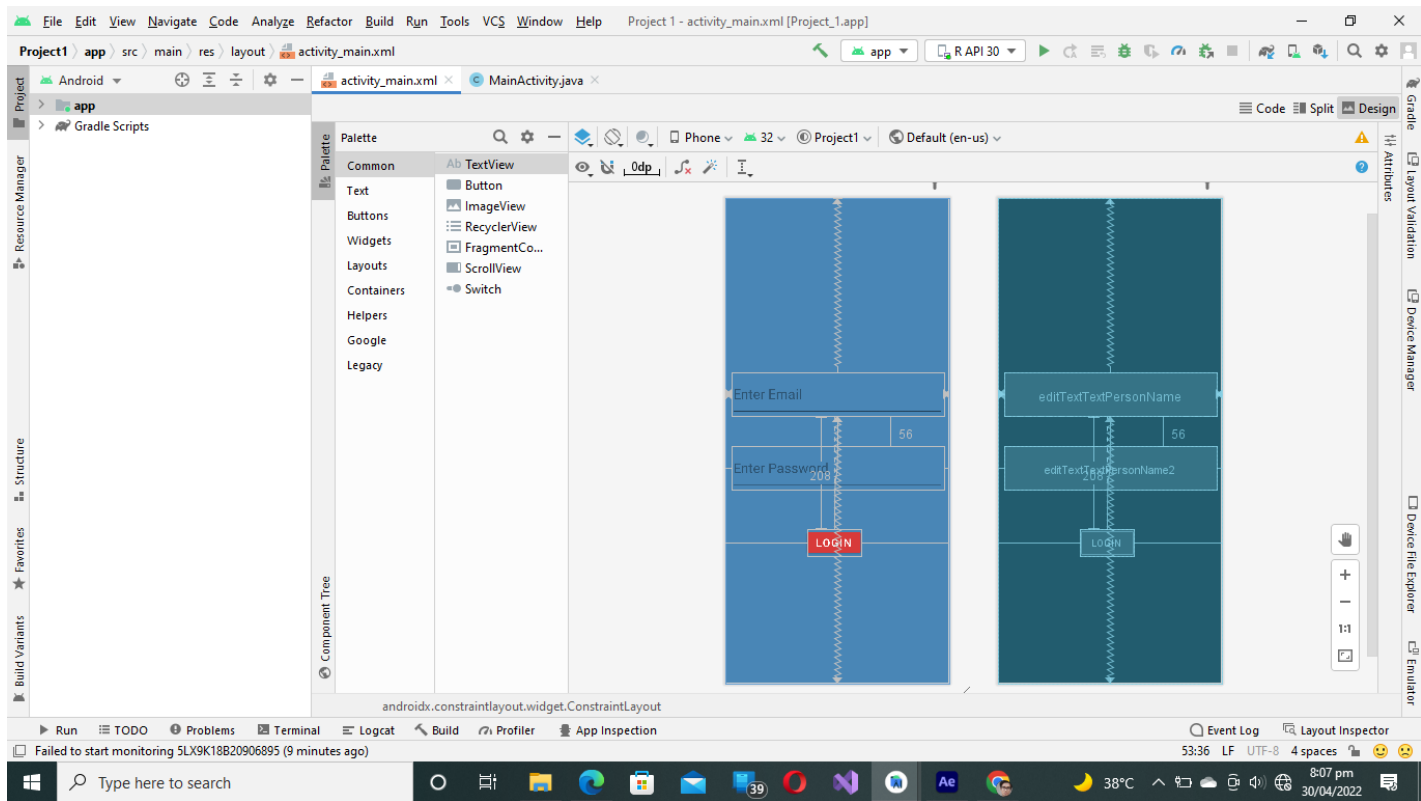 File Edit View Navigate Code Analyze Refactor Build Run Tools VCS Window Help Project 1 - activity_main.xml [Project_1.app]
Project1 app src main res layout activity_main.xml app R API 30
Project
Resource Manager
Structure
Favorites
Build Variants
Android
app
Gradle Scripts
activity_main.xml MainActivity.java
Code Split Design
Palette
Component Tree
Palette
Common
Text
Buttons
Widgets
Layouts
Containers
Helpers
Google
Legacy
Ab TextView
Button
ImageView
RecyclerView
FragmentCo...
ScrollView
Switch
Phone 32 Project1 Default (en-us)
0dp
Enter Email
56
Enter Password
208
LOGIN
editTextTextPersonName
56
editTextTextPersonName2
208
LOGIN
1:1
Attributes
Gradle
Layout Validation
Device Manager
Device File Explorer
Emulator
androidx.constraintlayout.widget.ConstraintLayout
Run TODO Problems Terminal Logcat Build Profiler App Inspection Event Log Layout Inspector
Failed to start monitoring 5LX9K18B20906895 (9 minutes ago) 53:36 LF UTF-8 4 spaces
Type here to search 39 Ae 38°C 8:07 pm
30/04/2022